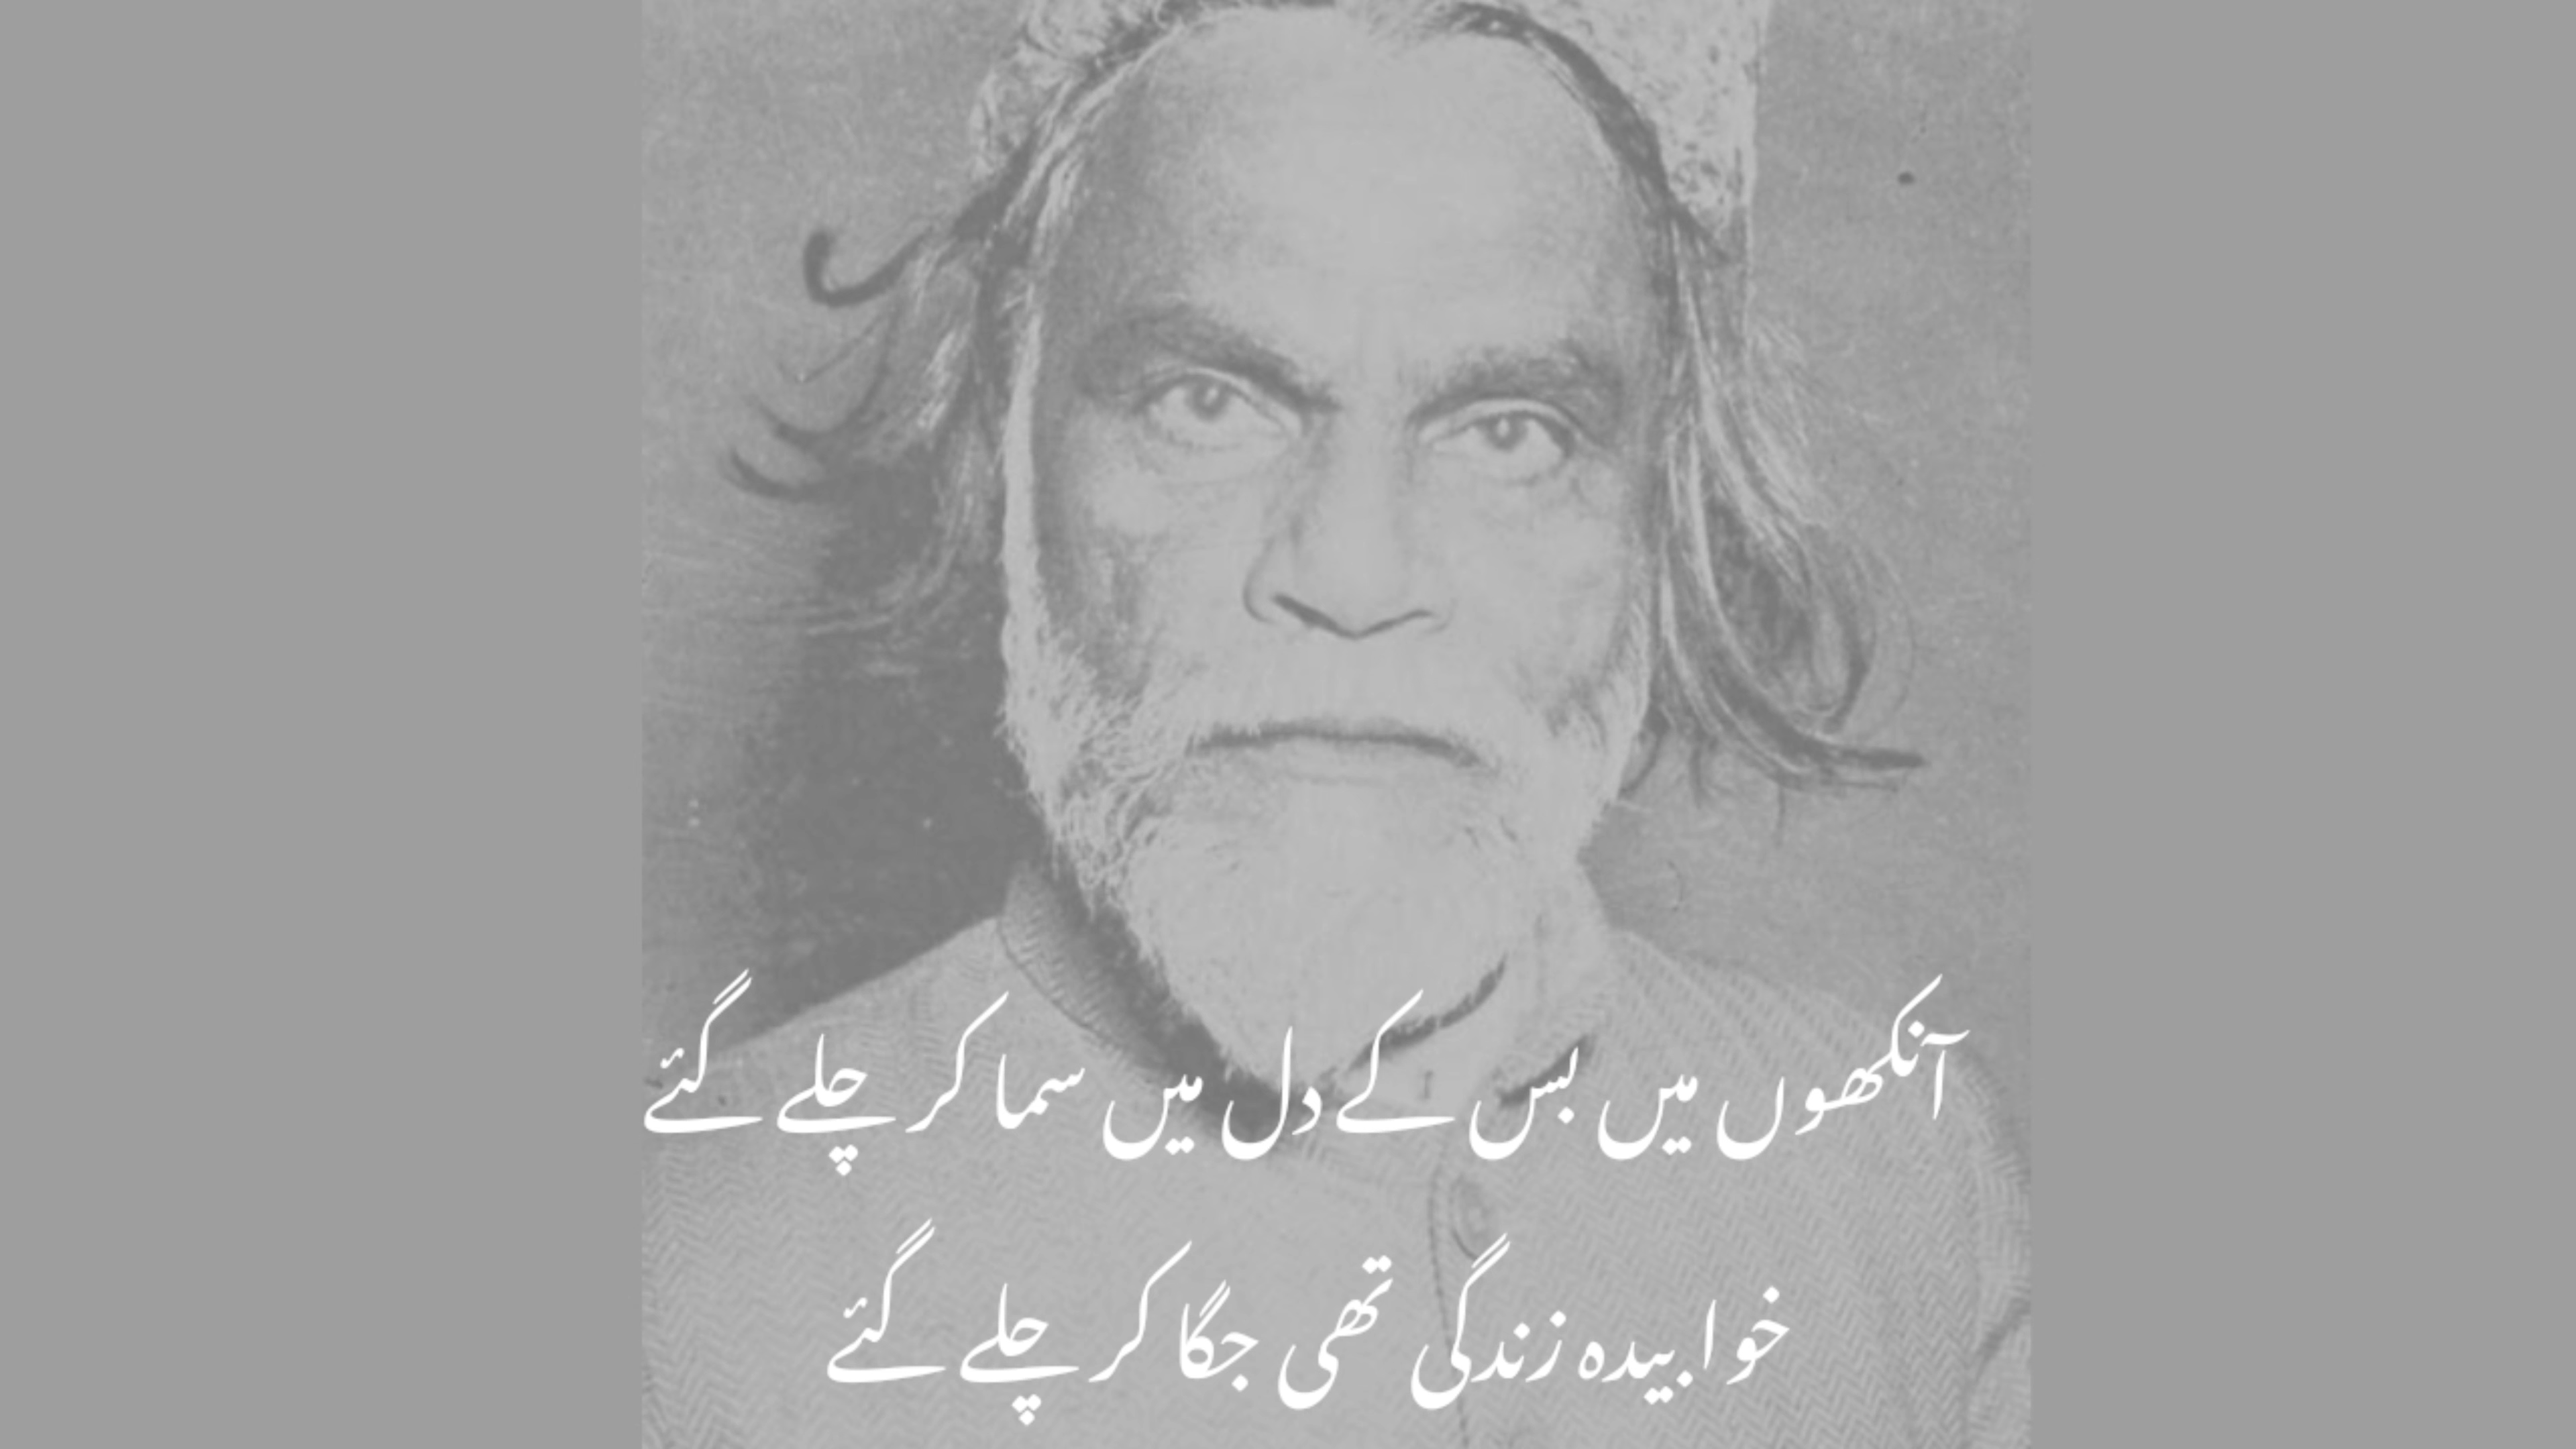 آنکھوں میں بس کے دل میں سما کر چلے گئے
خوابیدہ زندگی تھی جگا کر چلے گئے